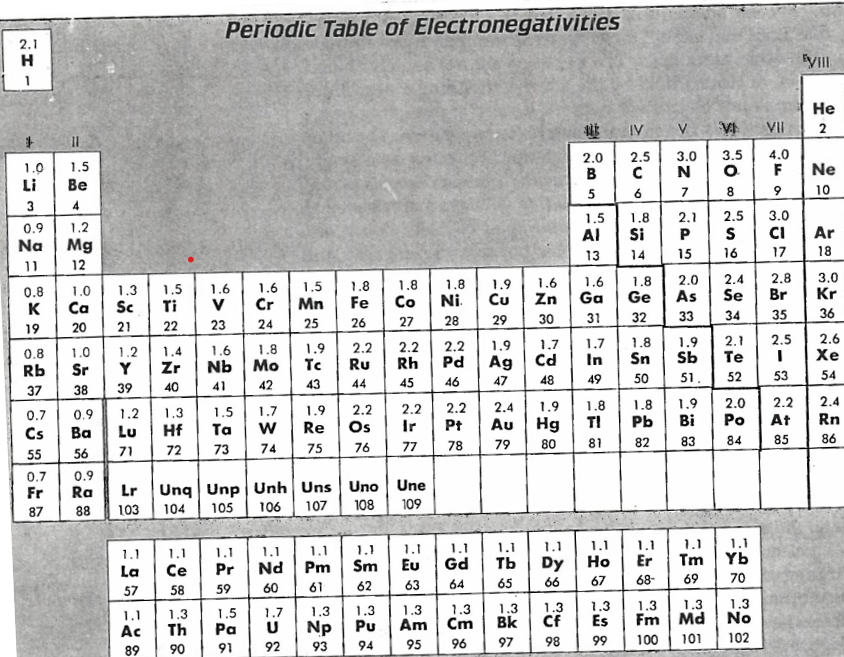 Periodic Table of Electronegativities
2.1
H
1
VIII
He
2
II IV V VI VII
1.0 1.5 2.0 2.5 3.0 3.5 4.0
Li Be B C N O F Ne
3 4 5 6 7 8 9 10
0.9 1.2 1.5 1.8 2.1 2.5 3.0
Na Mg Al Si P S Cl Ar
11 12 13 14 15 16 17 18
0.8 1.0 1.3 1.5 1.6 1.6 1.5 1.8 1.8 1.8 1.9 1.6 1.6 1.8 2.0 2.4 2.8 3.0
K Ca Sc Ti V Cr Mn Fe Co Ni Cu Zn Ga Ge As Se Br Kr
19 20 21 22 23 24 25 26 27 28 29 30 31 32 33 34 35 36
0.8 1.0 1.2 1.4 1.6 1.8 1.9 2.2 2.2 2.2 1.9 1.7 1.7 1.8 1.9 2.1 2.5 2.6
Rb Sr Y Zr Nb Mo Tc Ru Rh Pd Ag Cd In Sn Sb Te I Xe
37 38 39 40 41 42 43 44 45 46 47 48 49 50 51 52 53 54
0.7 0.9 1.2 1.3 1.5 1.7 1.9 2.2 2.2 2.2 2.4 1.9 1.8 1.8 1.9 2.0 2.2 2.4
Cs Ba Lu Hf Ta W Re Os Ir Pt Au Hg Tl Pb Bi Po At Rn
55 56 71 72 73 74 75 76 77 78 79 80 81 82 83 84 85 86
0.7 0.9
Fr Ra Lr Unq Unp Unh Uns Uno Une
87 88 103 104 105 106 107 108 109
1.1 1.1 1.1 1.1 1.1 1.1 1.1 1.1 1.1 1.1 1.1 1.1 1.1 1.1
La Ce Pr Nd Pm Sm Eu Gd Tb Dy Ho Er Tm Yb
57 58 59 60 61 62 63 64 65 66 67 68 69 70
1.1 1.3 1.5 1.7 1.3 1.3 1.3 1.3 1.3 1.3 1.3 1.3 1.3 1.3
Ac Th Pa U Np Pu Am Cm Bk Cf Es Fm Md No
89 90 91 92 93 94 95 96 97 98 99 100 101 102